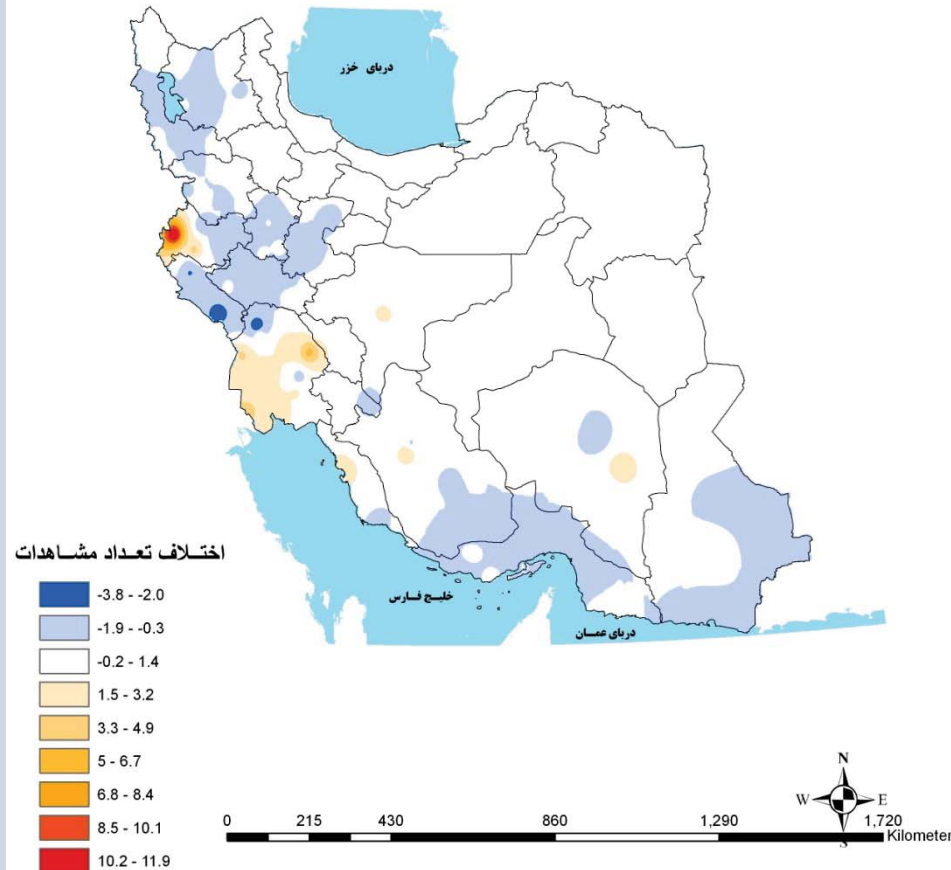 دریای خزر
اختلاف تعداد مشاهدات
-3.8 - -2.0
-1.9 - -0.3
-0.2 - 1.4
1.5 - 3.2
3.3 - 4.9
5 - 6.7
6.8 - 8.4
8.5 - 10.1
10.2 - 11.9
خلیج فارس
دریای عمان
N
W E
S
0 215 430 860 1,290 1,720
Kilometer